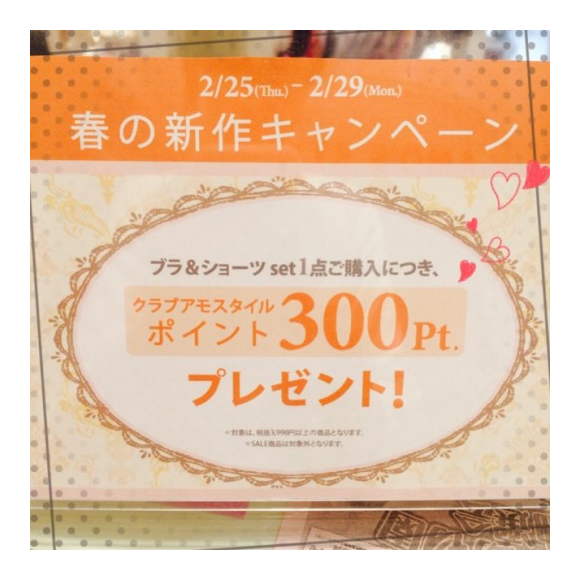 2/25(Thu.) - 2/29(Mon.)
春の新作キャンペーン
ブラ&ショーツ set1点ご購入につき、
クラブアモスタイル
ポイント 300Pt.
プレゼント!
＊対象は、税抜3,990円以上の商品となります。
※SALE商品は対象外となります。